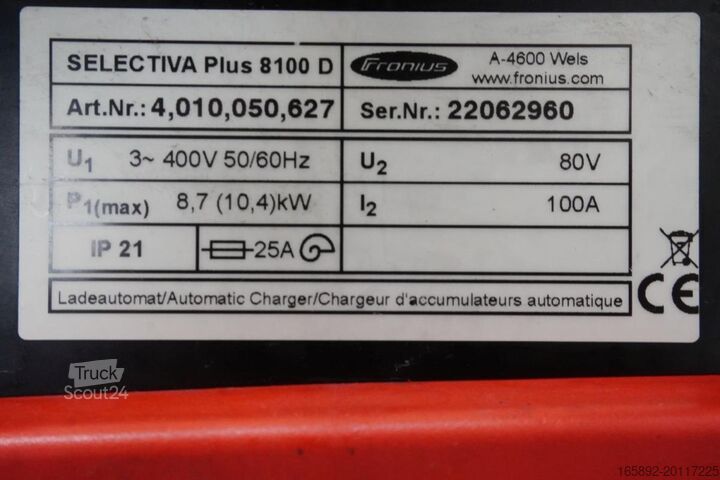 SELECTIVA Plus 8100 D
Fronius
A-4600 Wels
www.fronius.com
Art.Nr.: 4,010,050,627
Ser.Nr.: 22062960
U1 3~ 400V 50/60Hz
U2 80V
P1(max) 8,7 (10,4)kW
I2 100A
IP 21
25A
Ladeautomat/Automatic Charger/Chargeur d'accumulateurs automatique
CE
Truck
Scout24
165892-20117225